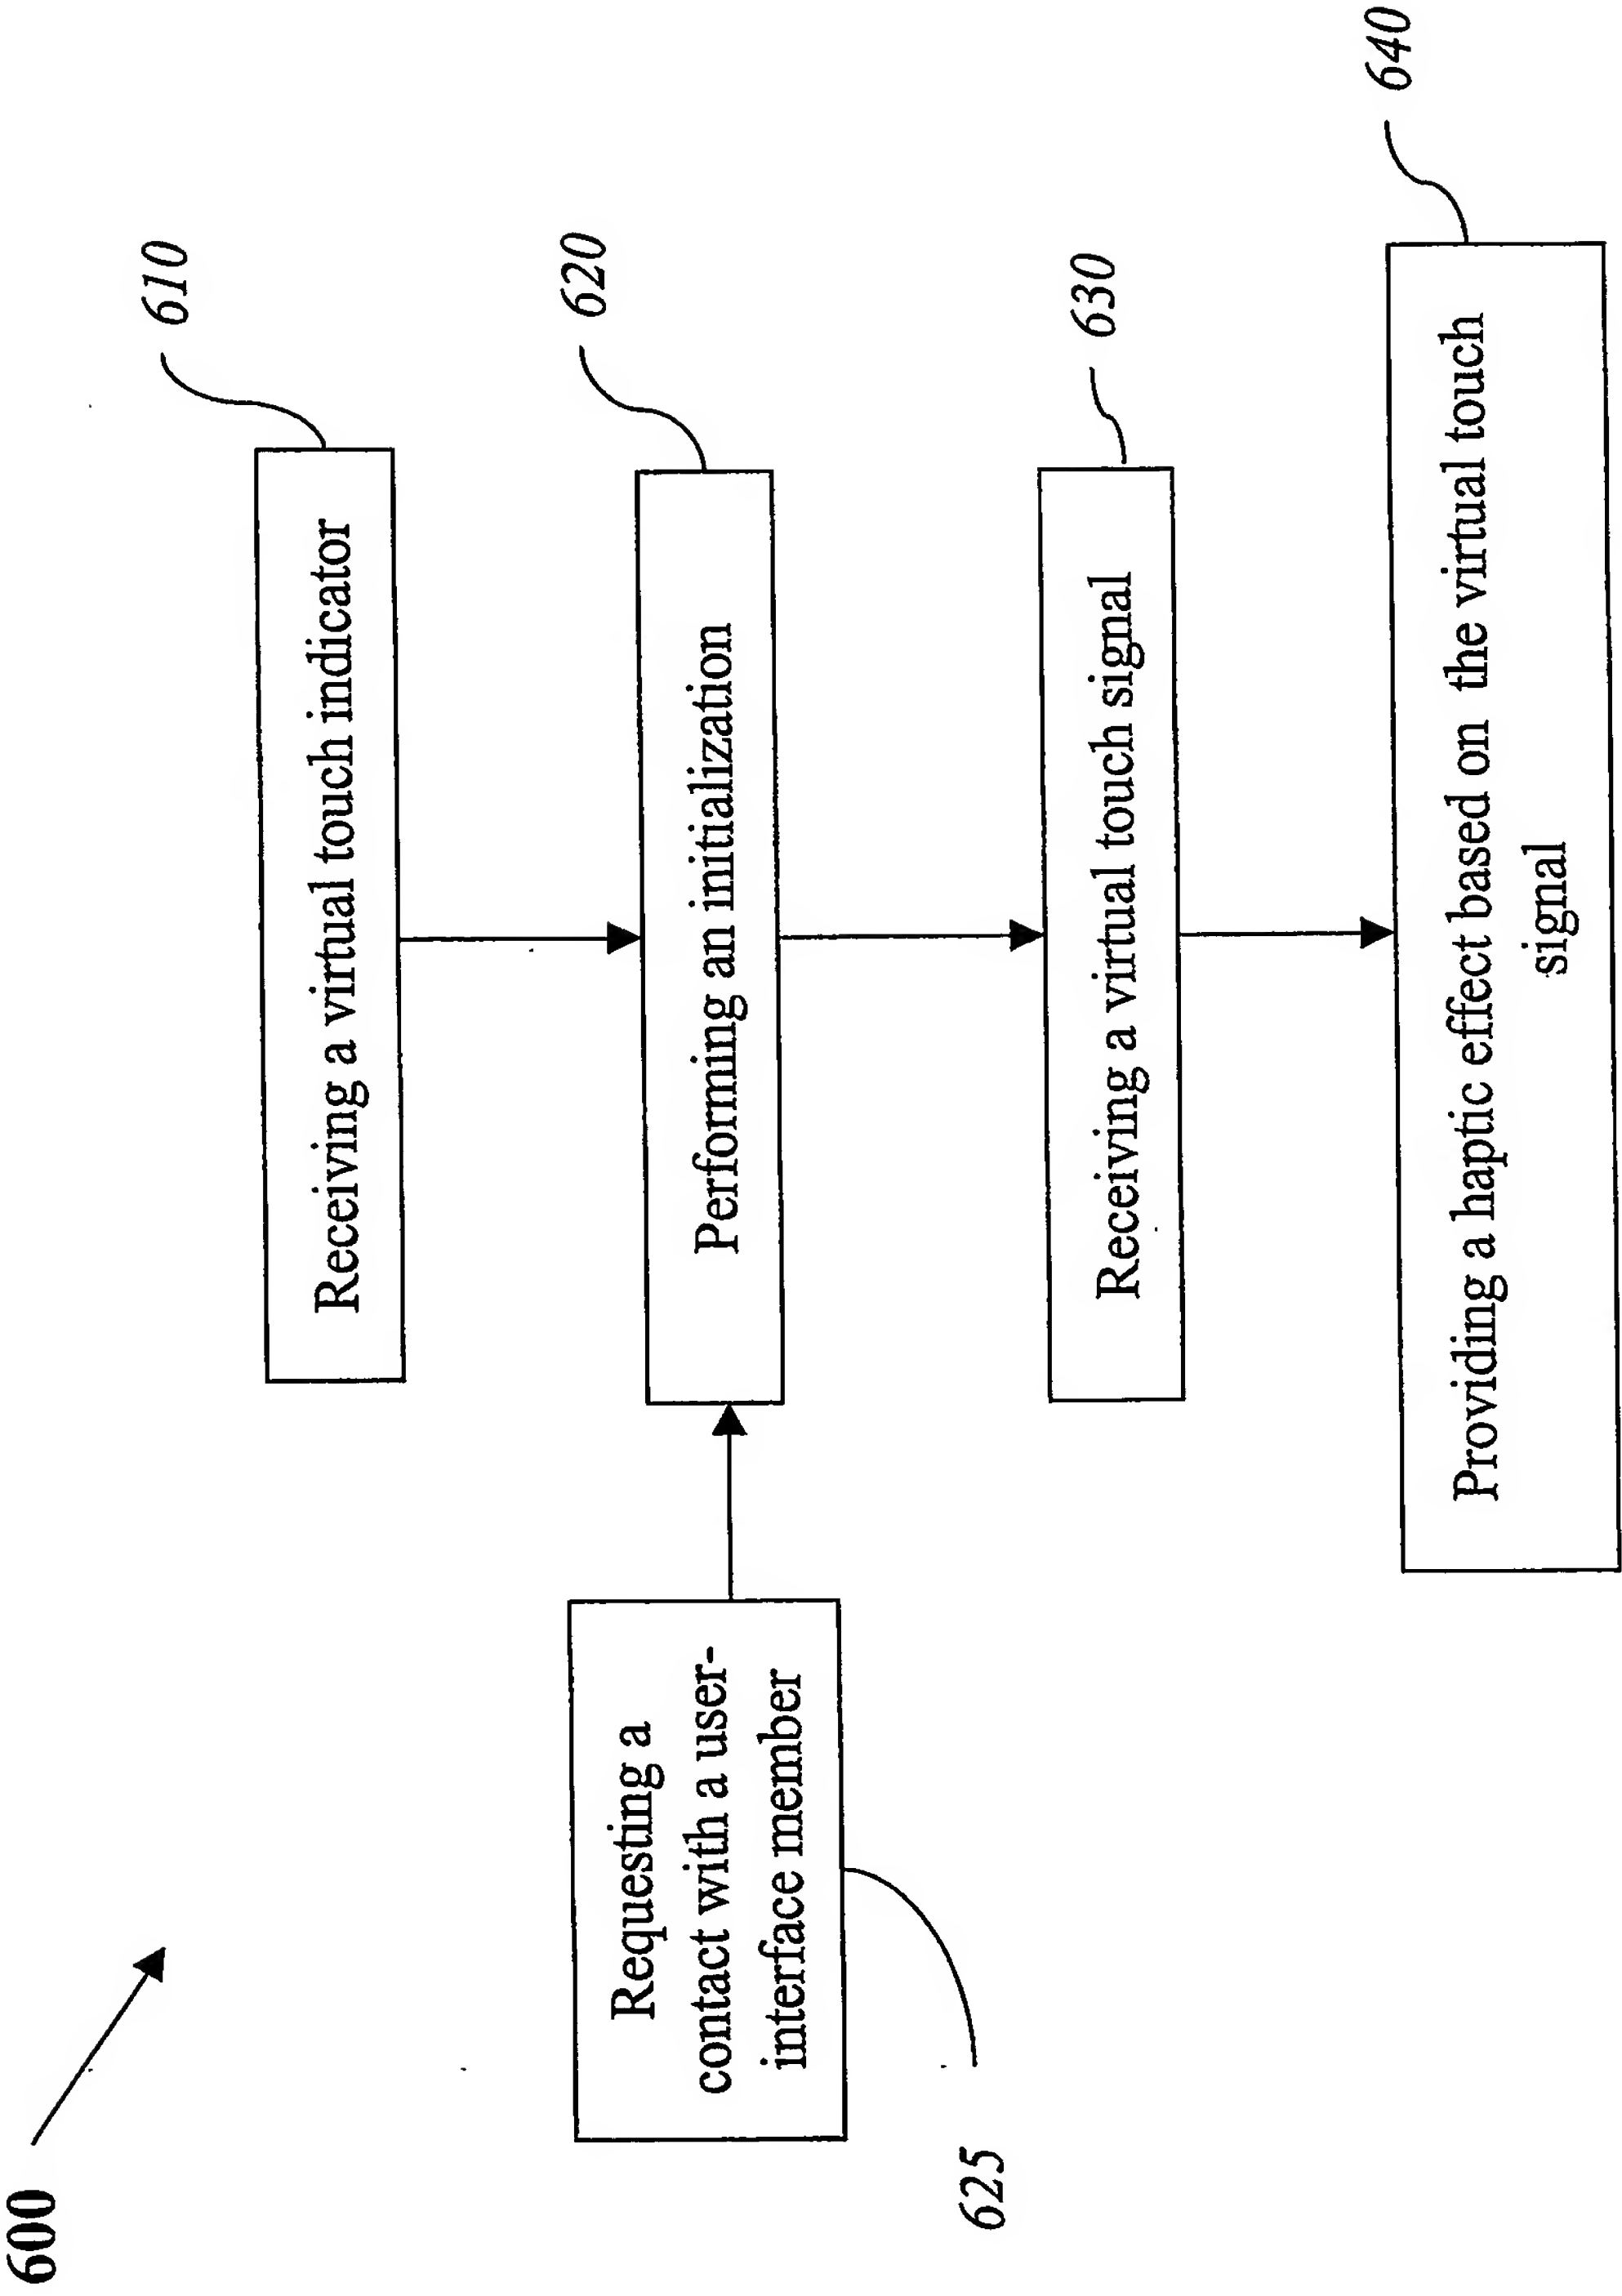 600
610
Receiving a virtual touch indicator
620
Performing an initialization
Requesting a
contact with a user-
interface member
625
630
Receiving a virtual touch signal
640
Providing a haptic effect based on the virtual touch
signal